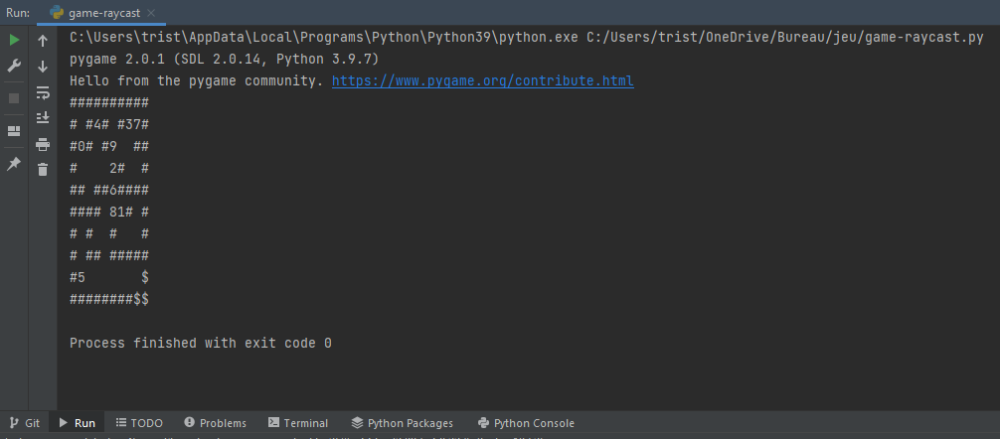 Run: game-raycast
C:\Users\trist\AppData\Local\Programs\Python\Python39\python.exe C:/Users/trist/OneDrive/Bureau/jeu/game-raycast.py
pygame 2.0.1 (SDL 2.0.14, Python 3.9.7)
Hello from the pygame community. https://www.pygame.org/contribute.html
##########
# #4# #37#
#0# #9  ##
#    2#  #
## ##6####
#### 81# #
# #  #   #
# ## #####
#5       $
########$$
Process finished with exit code 0
Git Run TODO Problems Terminal Python Packages Python Console